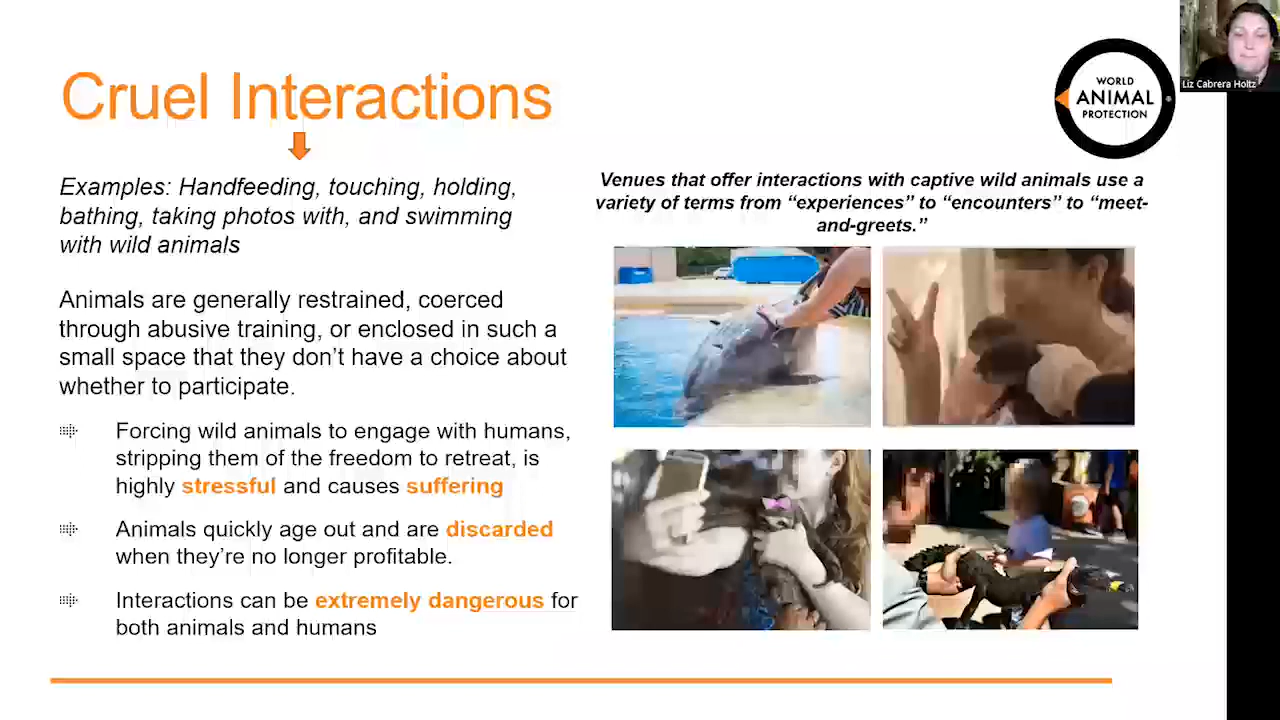 Cruel Interactions
Examples: Handfeeding, touching, holding,
bathing, taking photos with, and swimming
with wild animals
Animals are generally restrained, coerced
through abusive training, or enclosed in such a
small space that they don’t have a choice about
whether to participate.
Forcing wild animals to engage with humans,
stripping them of the freedom to retreat, is
highly stressful and causes suffering
Animals quickly age out and are discarded
when they’re no longer profitable.
Interactions can be extremely dangerous for
both animals and humans
Venues that offer interactions with captive wild animals use a
variety of terms from “experiences” to “encounters” to “meet-
and-greets.”
WORLD
ANIMAL
PROTECTION
Liz Cabrera Holtz